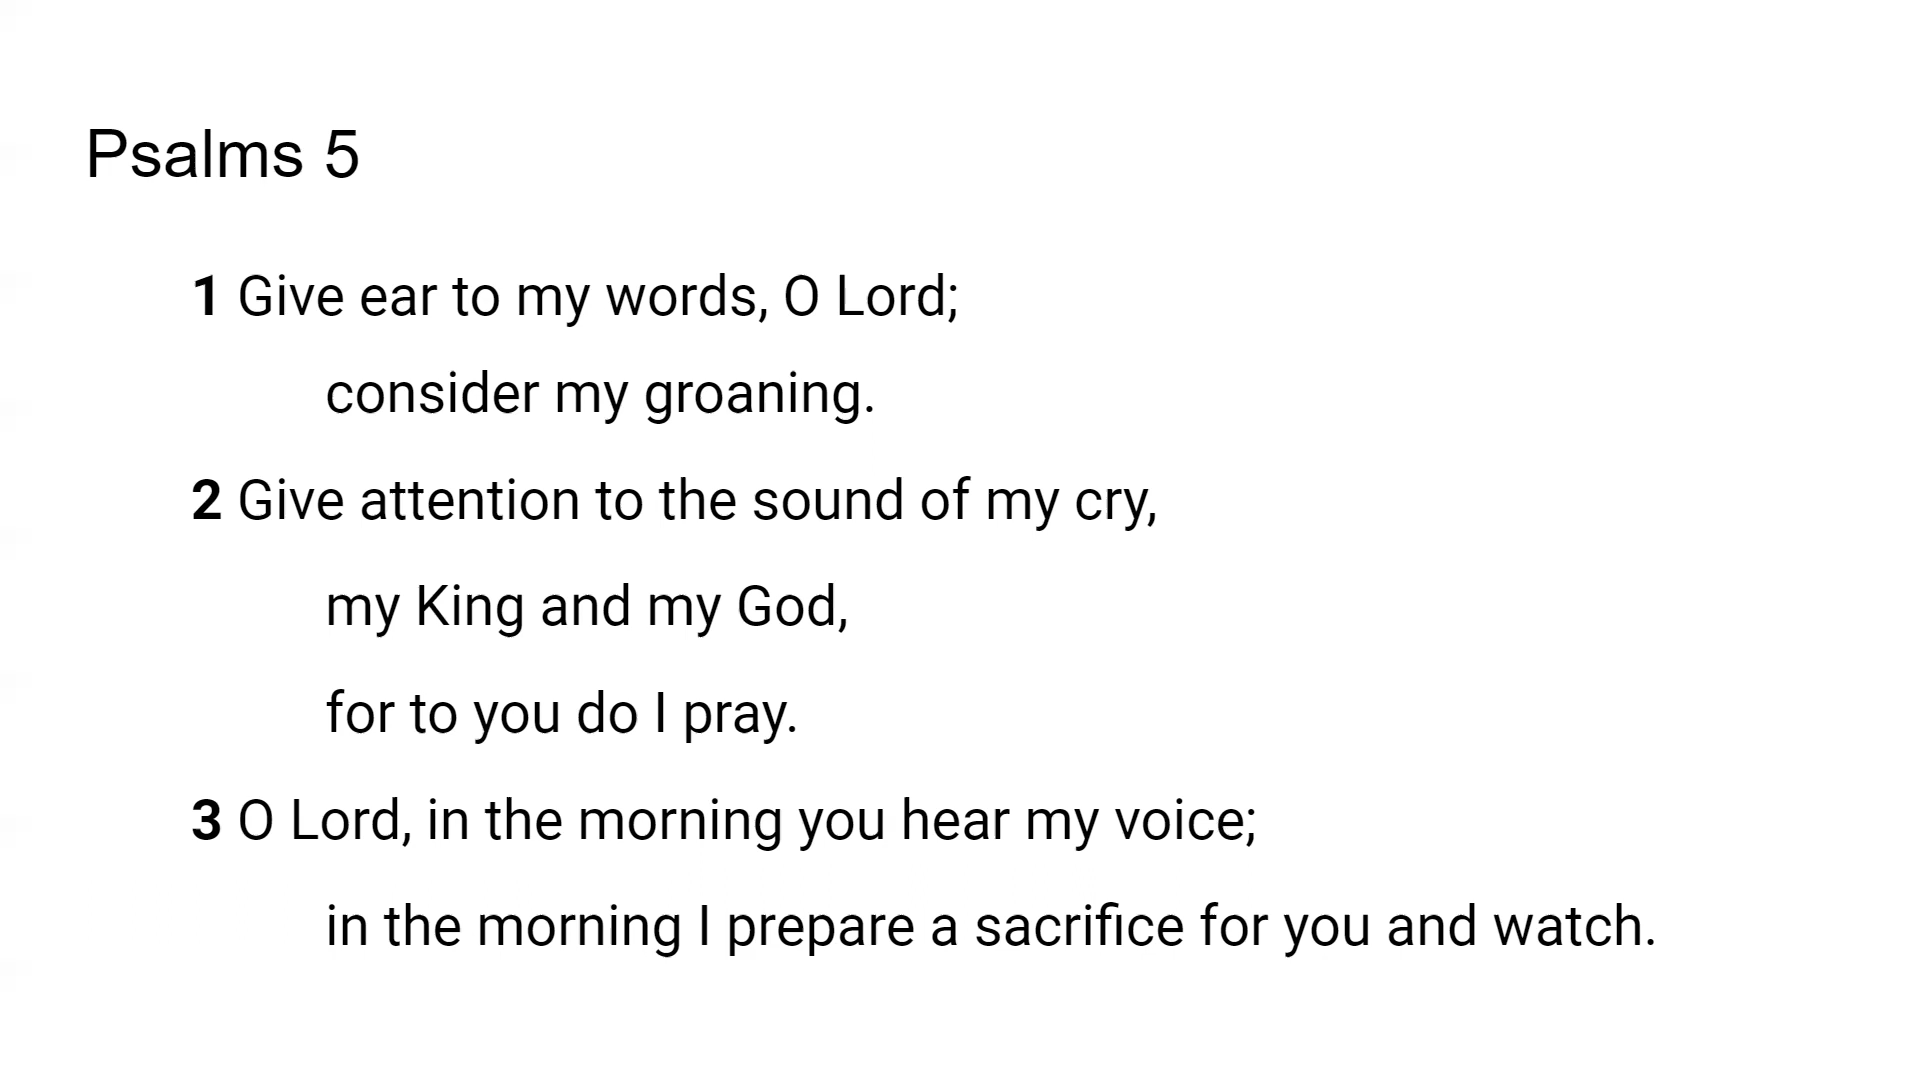 Psalms 5
1 Give ear to my words, O Lord;
consider my groaning.
2 Give attention to the sound of my cry,
my King and my God,
for to you do I pray.
3 O Lord, in the morning you hear my voice;
in the morning I prepare a sacrifice for you and watch.